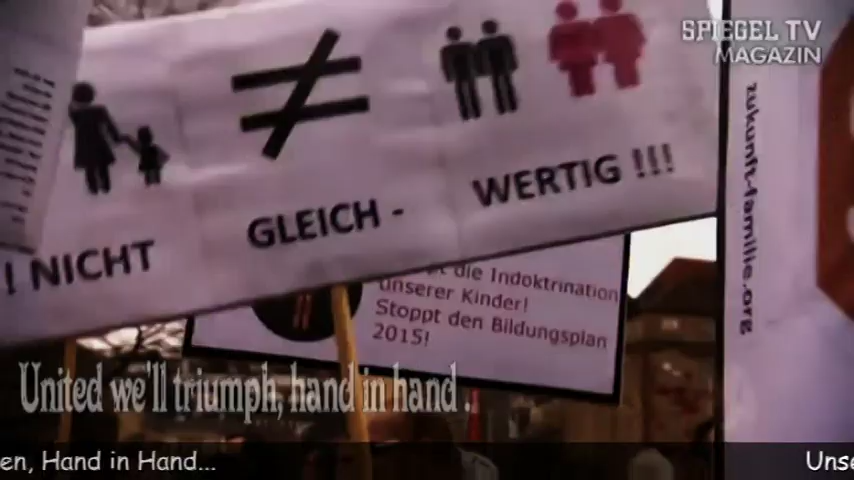 SPIEGEL TV
MAGAZIN
! NICHT GLEICH - WERTIG !!!
zukunft-familie.org
die Indoktrination
unserer Kinder!
Stoppt den Bildungsplan
2015!
United we'll triumph, hand in hand .
en, Hand in Hand...
Unse